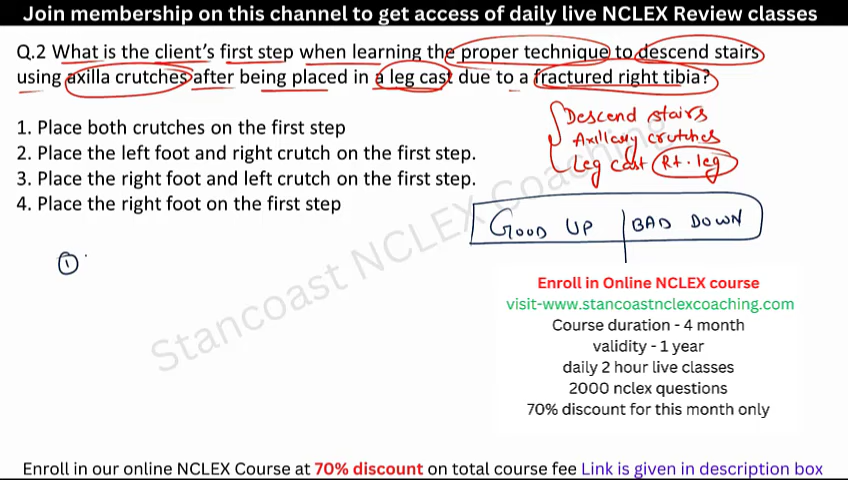 Join membership on this channel to get access of daily live NCLEX Review classes
Q.2 What is the client's first step when learning the proper technique to descend stairs
using axilla crutches after being placed in a leg cast due to a fractured right tibia?
1. Place both crutches on the first step
2. Place the left foot and right crutch on the first step.
3. Place the right foot and left crutch on the first step.
4. Place the right foot on the first step
Descend stairs
Axillary crutches
Leg cast Rt. leg
GOOD UP | BAD DOWN
①
Stancoast NCLEX Coaching
Enroll in Online NCLEX course
visit-www.stancoastnclexcoaching.com
Course duration - 4 month
validity - 1 year
daily 2 hour live classes
2000 nclex questions
70% discount for this month only
Enroll in our online NCLEX Course at 70% discount on total course fee Link is given in description box